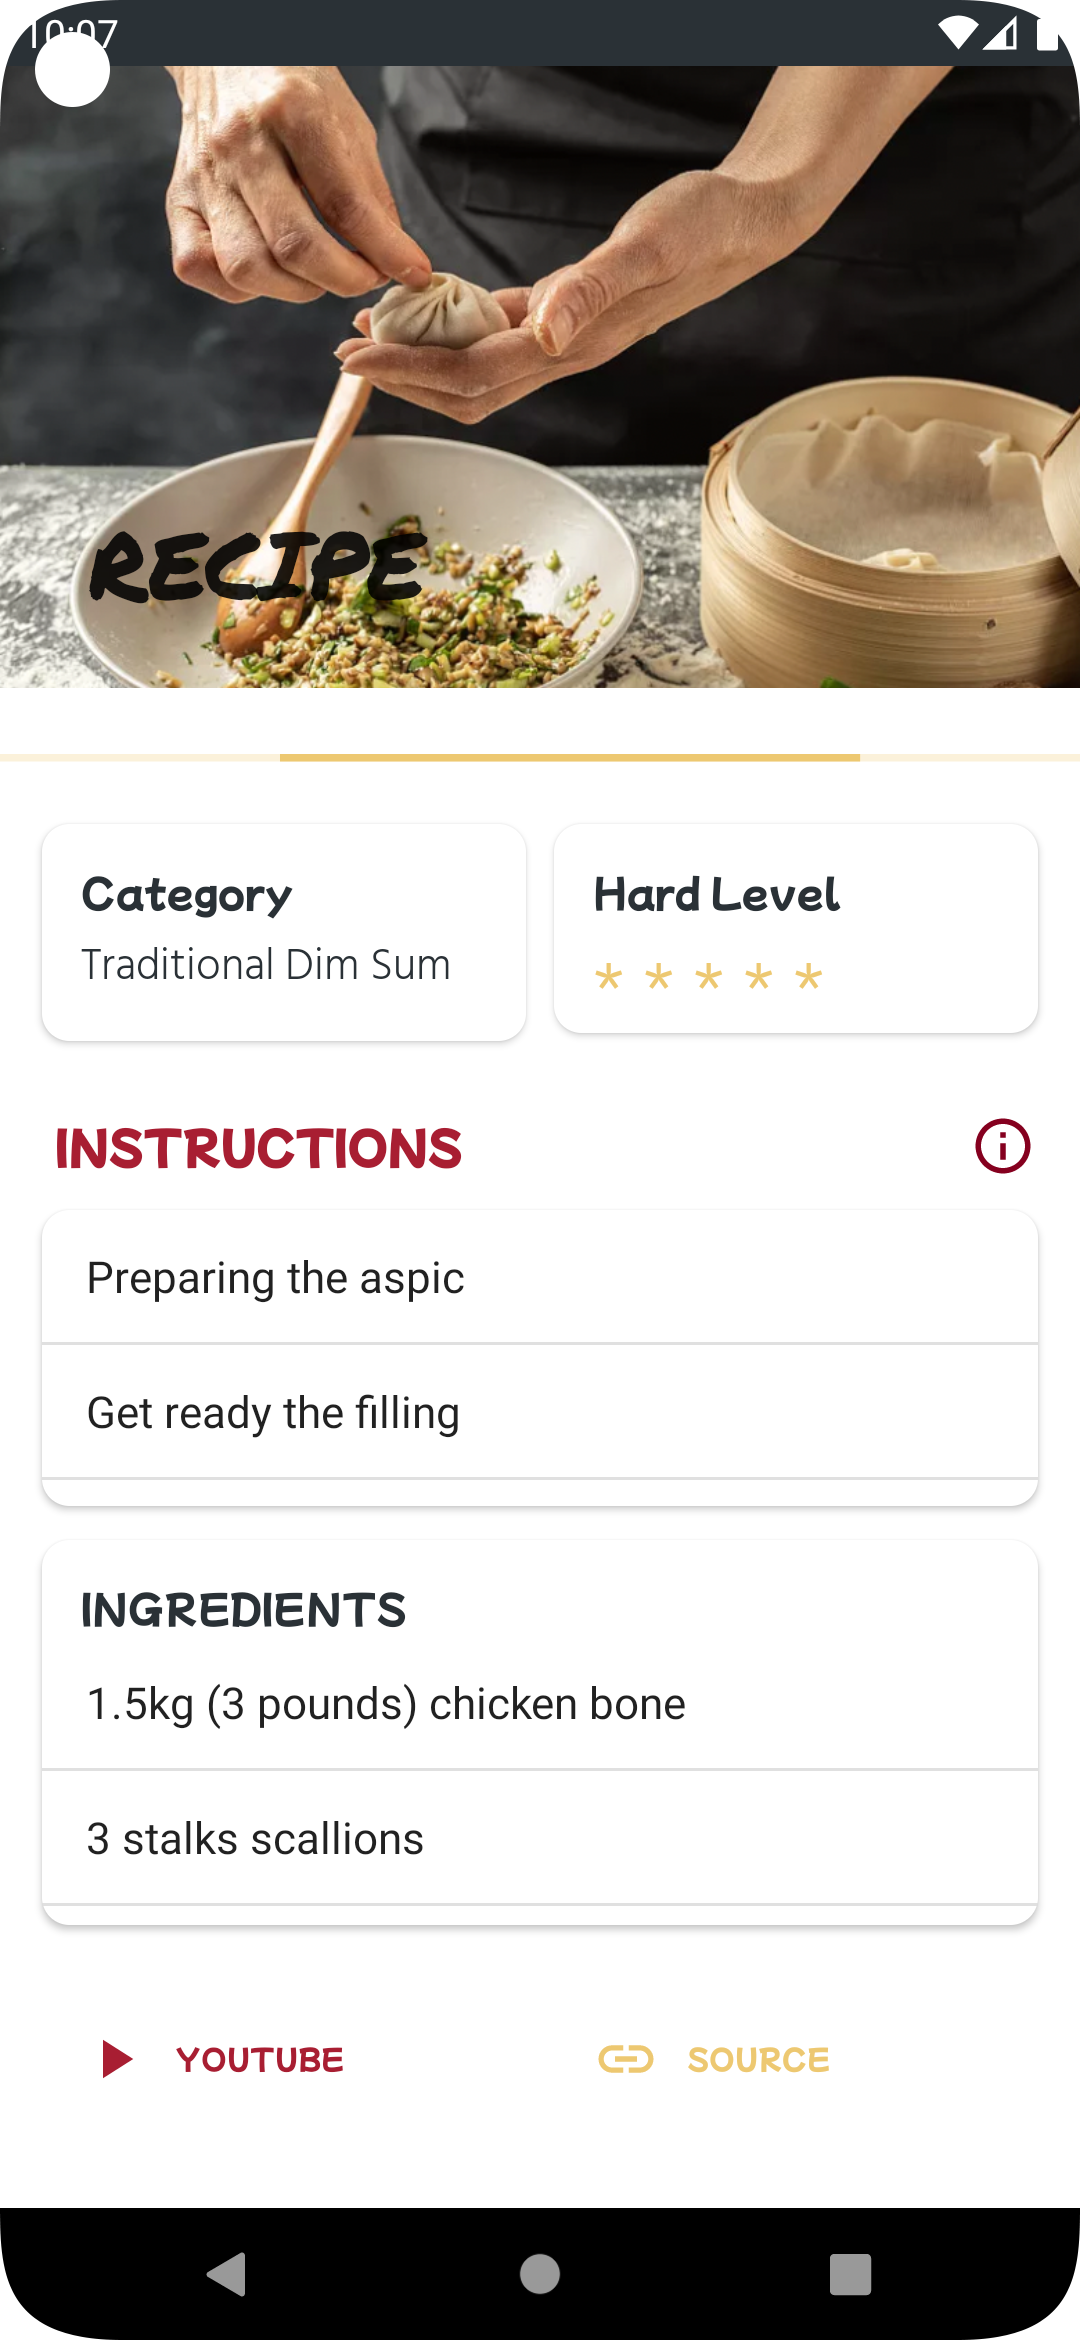 10:07
RECIPE
Category
Traditional Dim Sum
Hard Level
* * * * *
INSTRUCTIONS
Preparing the aspic
Get ready the filling
INGREDIENTS
1.5kg (3 pounds) chicken bone
3 stalks scallions
YOUTUBE
SOURCE